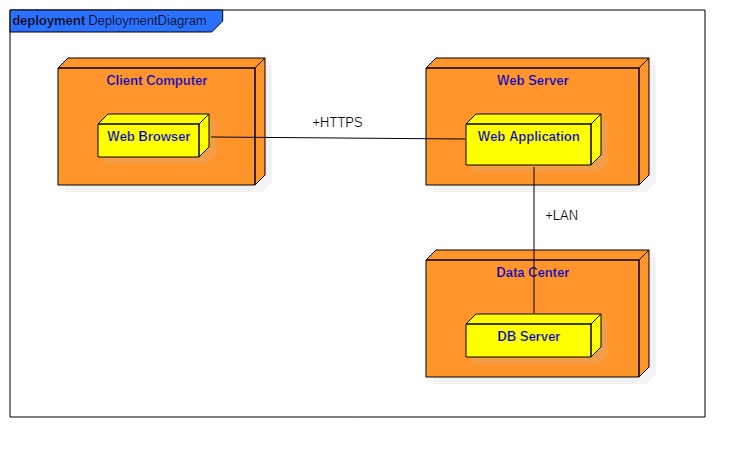 deployment DeploymentDiagram
Client Computer
Web Server
Web Browser
+HTTPS
Web Application
+LAN
Data Center
DB Server